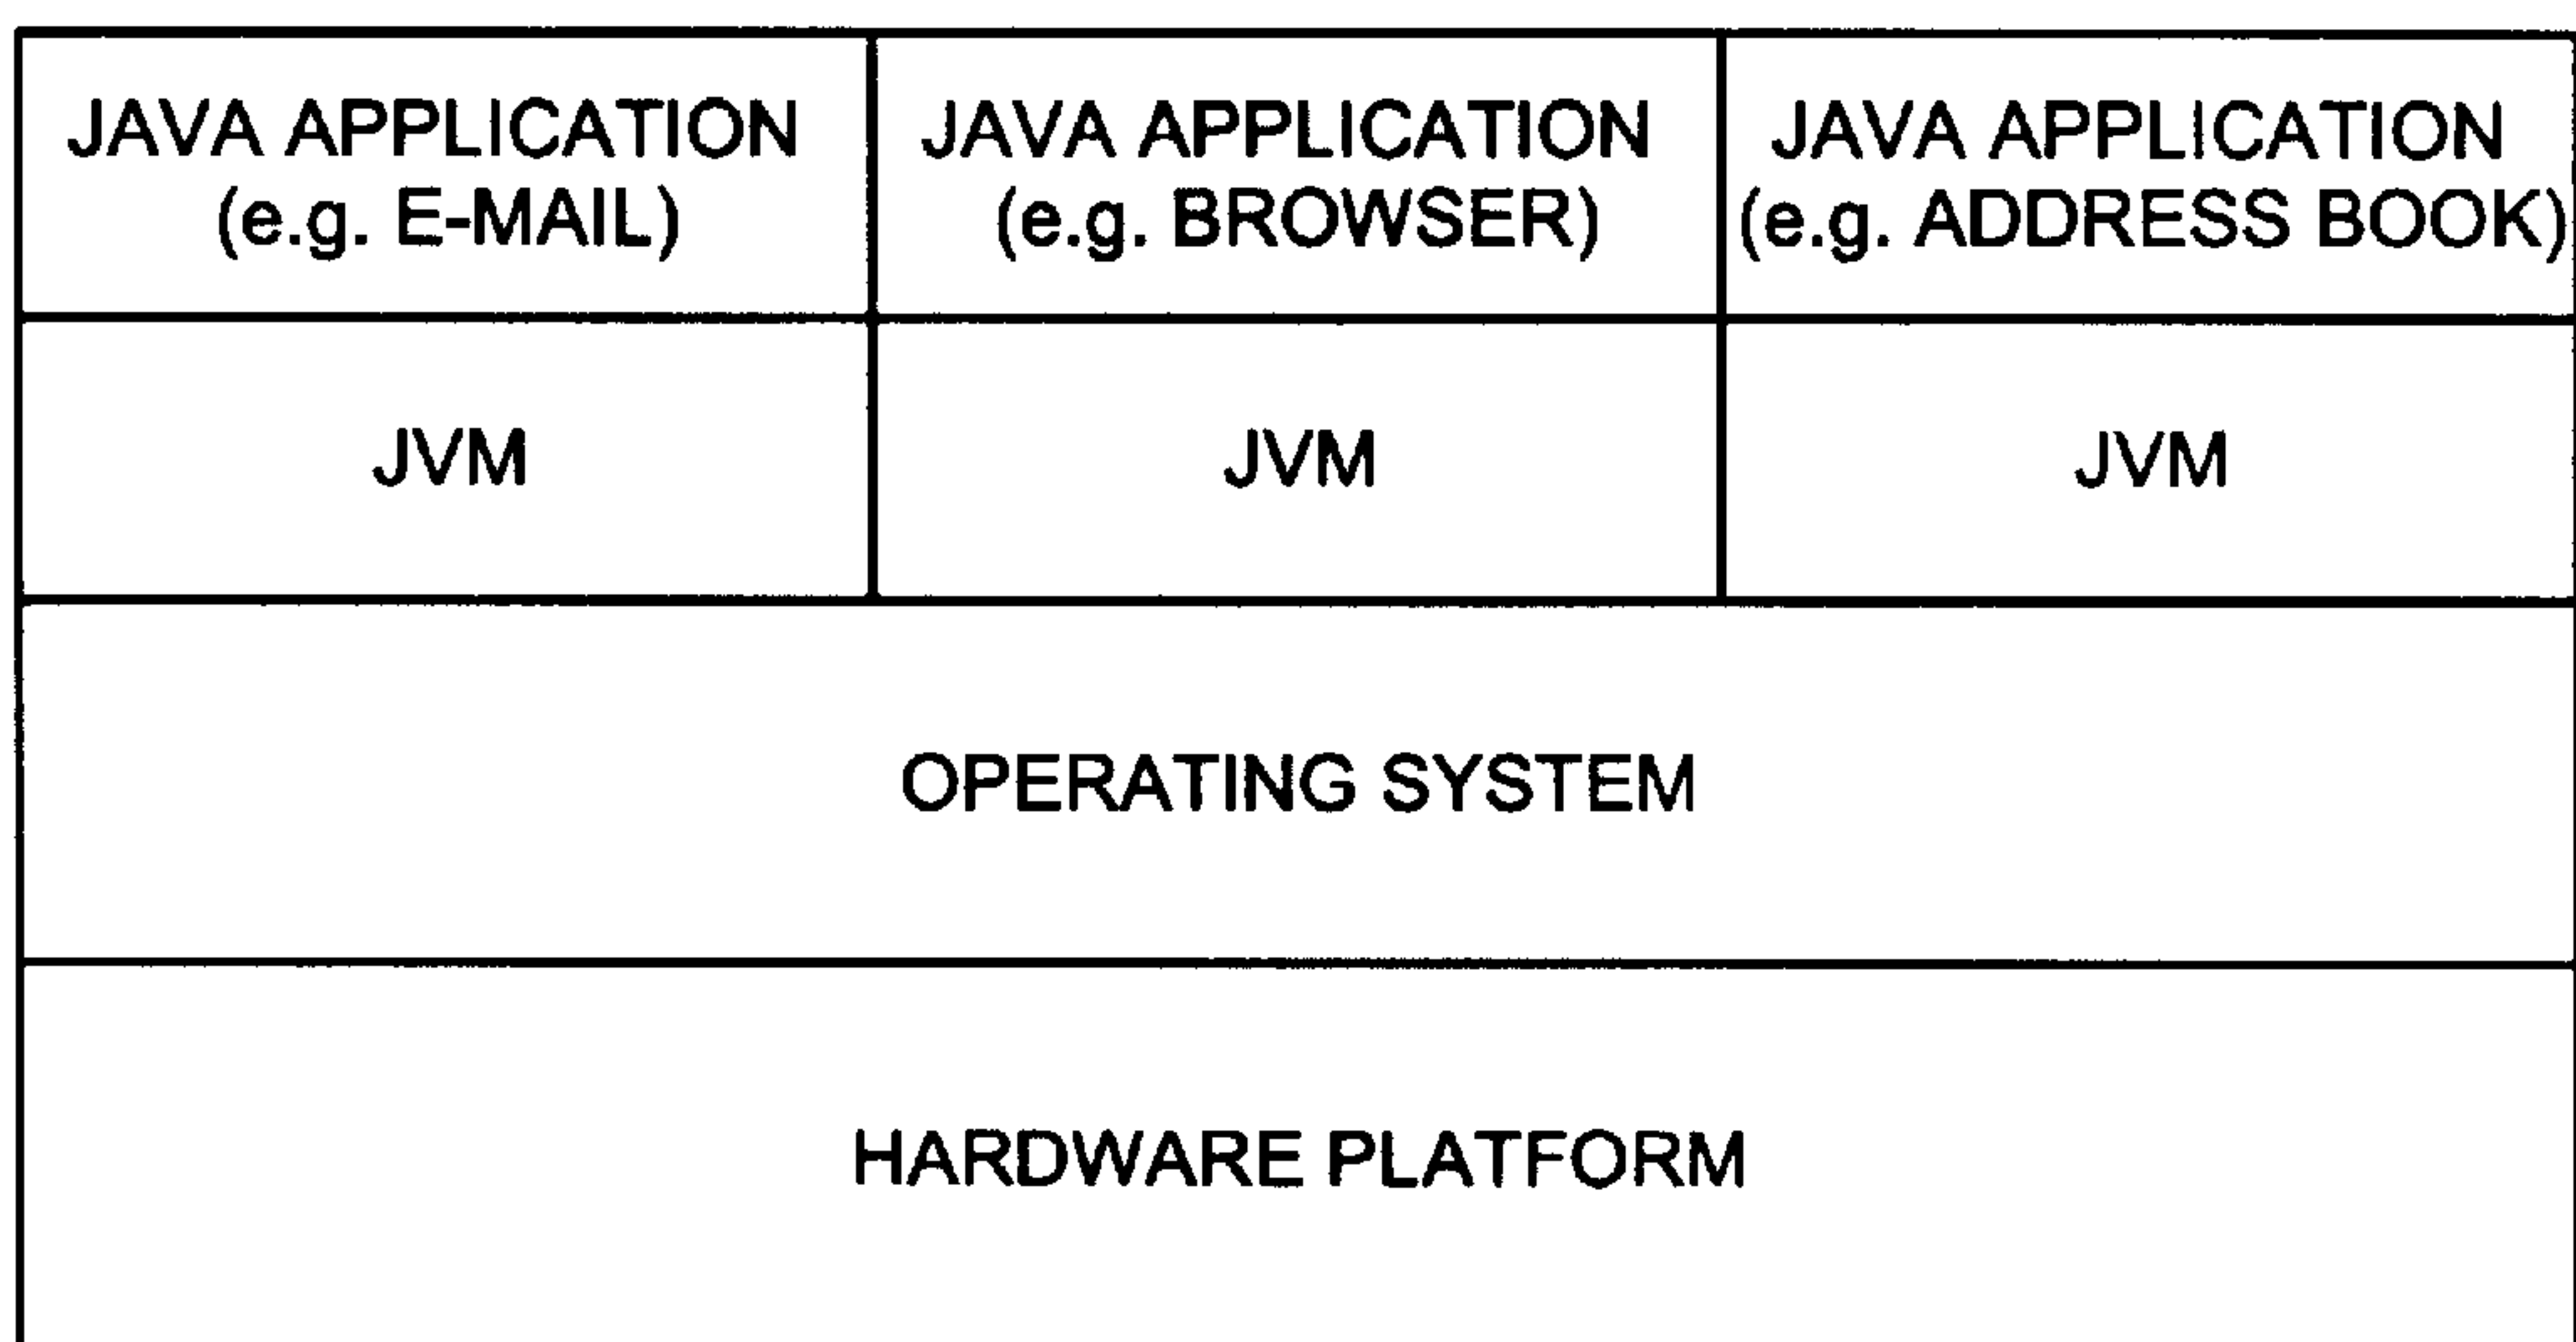 JAVA APPLICATION
(e.g. E-MAIL)
JAVA APPLICATION
(e.g. BROWSER)
JAVA APPLICATION
(e.g. ADDRESS BOOK)
JVM
JVM
JVM
OPERATING SYSTEM
HARDWARE PLATFORM